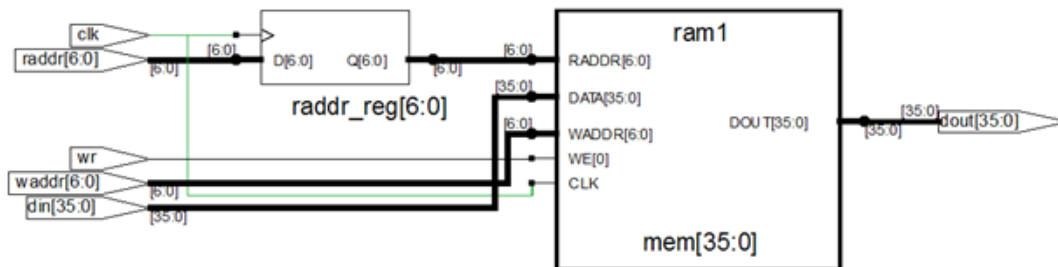 clk
raddr[6:0]
[6:0]
[6:0]
D[6:0]
Q[6:0]
[6:0]
raddr_reg[6:0]
[6:0]
[35:0]
[6:0]
ram1
RADDR[6:0]
DATA[35:0]
WADDR[6:0]
WE[0]
CLK
DOUT[35:0]
mem[35:0]
[35:0]
[35:0]
dout[35:0]
wr
waddr[6:0]
[6:0]
din[35:0]
[35:0]